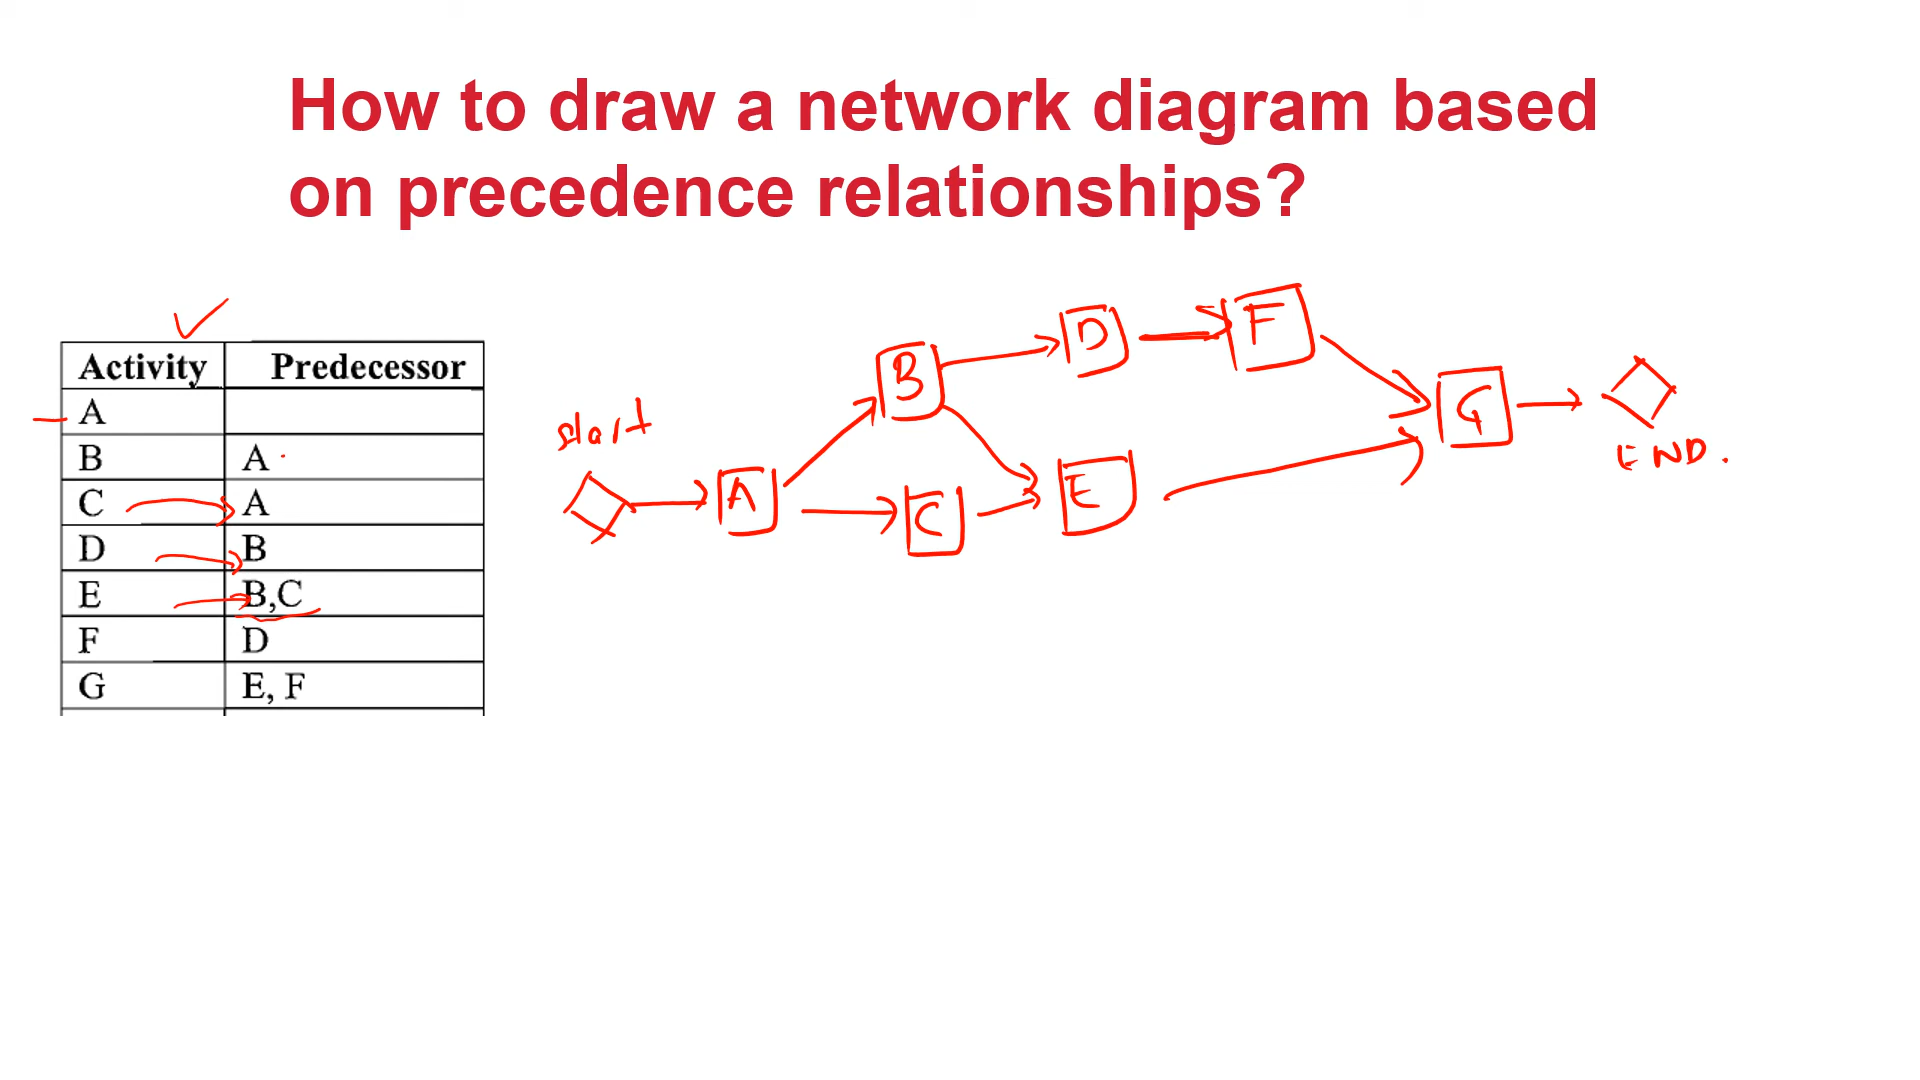 How to draw a network diagram based
on precedence relationships?
Activity Predecessor
A
B A
C A
D B
E B,C
F D
G E, F
start
A
B
C
D
E
F
G
END.